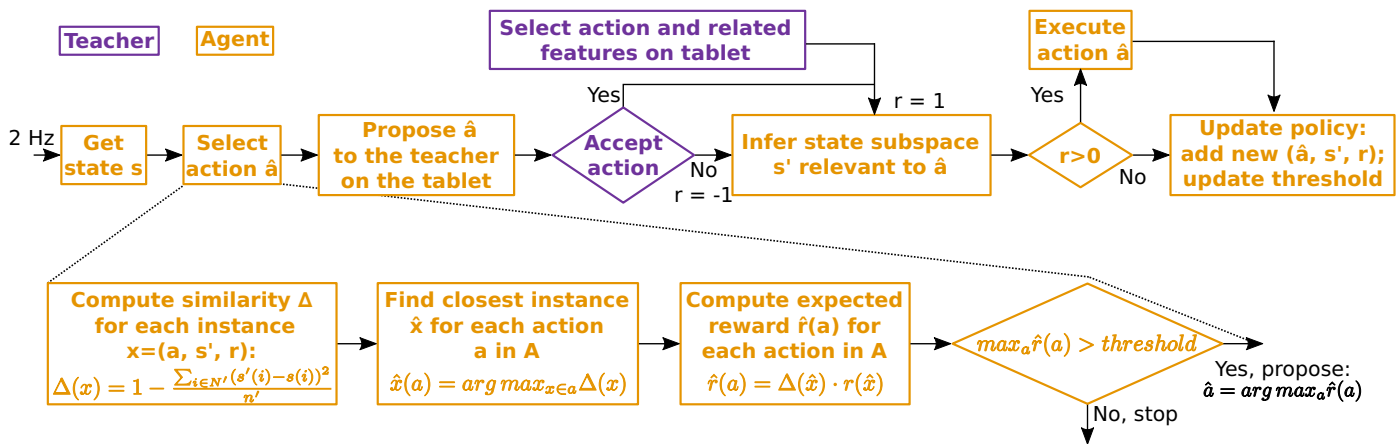 Teacher
Agent
Select action and related
features on tablet
Execute
action â
2 Hz
Get
state s
Select
action â
Propose â
to the teacher
on the tablet
Yes
Accept
action
No
r = -1
r = 1
Infer state subspace
s' relevant to â
Yes
r>0
No
Update policy:
add new (â, s', r);
update threshold
Compute similarity Δ
for each instance
x=(a, s', r):
Δ(x) = 1 − \frac{\sum_{i∈N'}(s'(i)−s(i))^2}{n'}
Find closest instance
x̂ for each action
a in A
x̂(a) = arg max_{x∈a}Δ(x)
Compute expected
reward r̂(a) for
each action in A
r̂(a) = Δ(x̂) · r(x̂)
max_a r̂(a) > threshold
Yes, propose:
â = arg max_a r̂(a)
No, stop